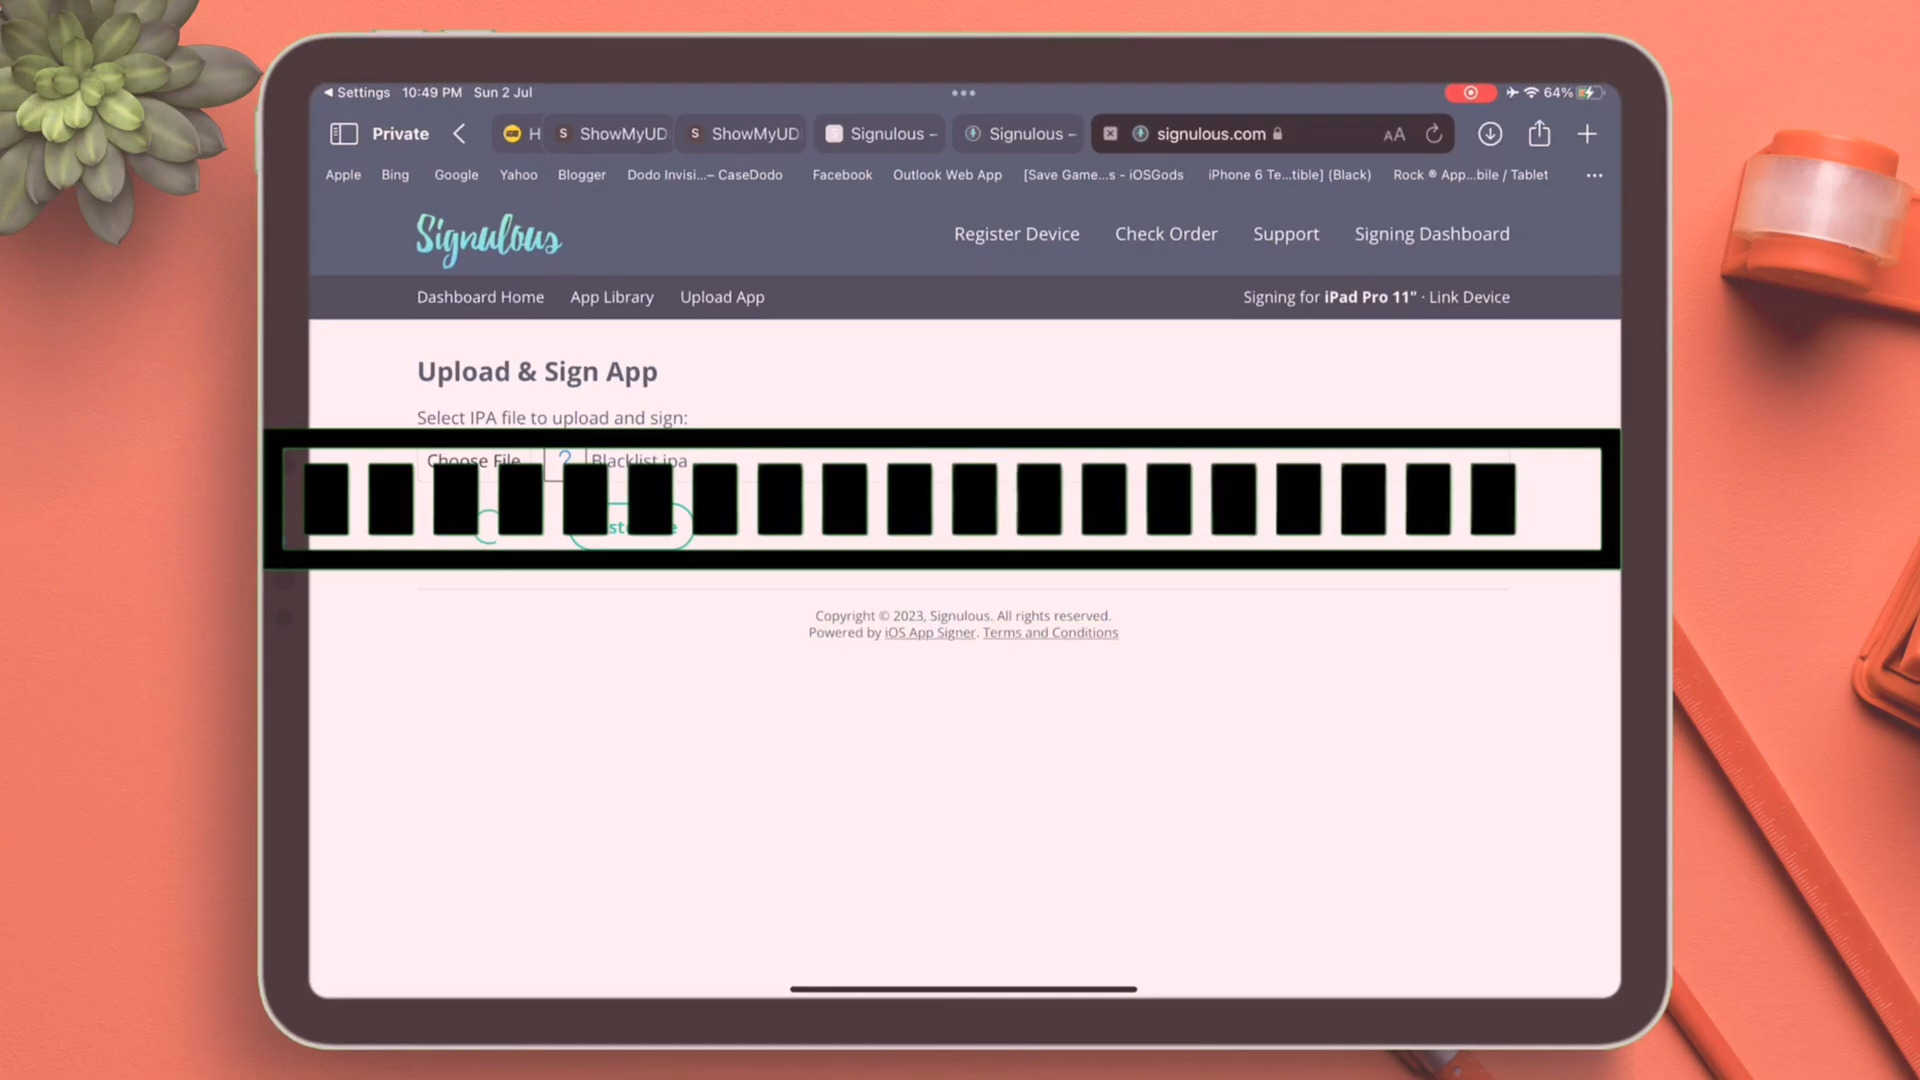 Settings 10:49 PM Sun 2 Jul 64%
Private H S ShowMyUD S ShowMyUD Signulous – Signulous – signulous.com AA
Apple Bing Google Yahoo Blogger Dodo Invisi...– CaseDodo Facebook Outlook Web App [Save Game...s - iOSGods iPhone 6 Te...tible] (Black) Rock ® App...bile / Tablet ...
Signulous Register Device Check Order Support Signing Dashboard
Dashboard Home App Library Upload App Signing for iPad Pro 11" · Link Device
Upload & Sign App
Select IPA file to upload and sign:
Choose File ? Blacklist.ipa
Copyright © 2023, Signulous. All rights reserved.
Powered by iOS App Signer. Terms and Conditions